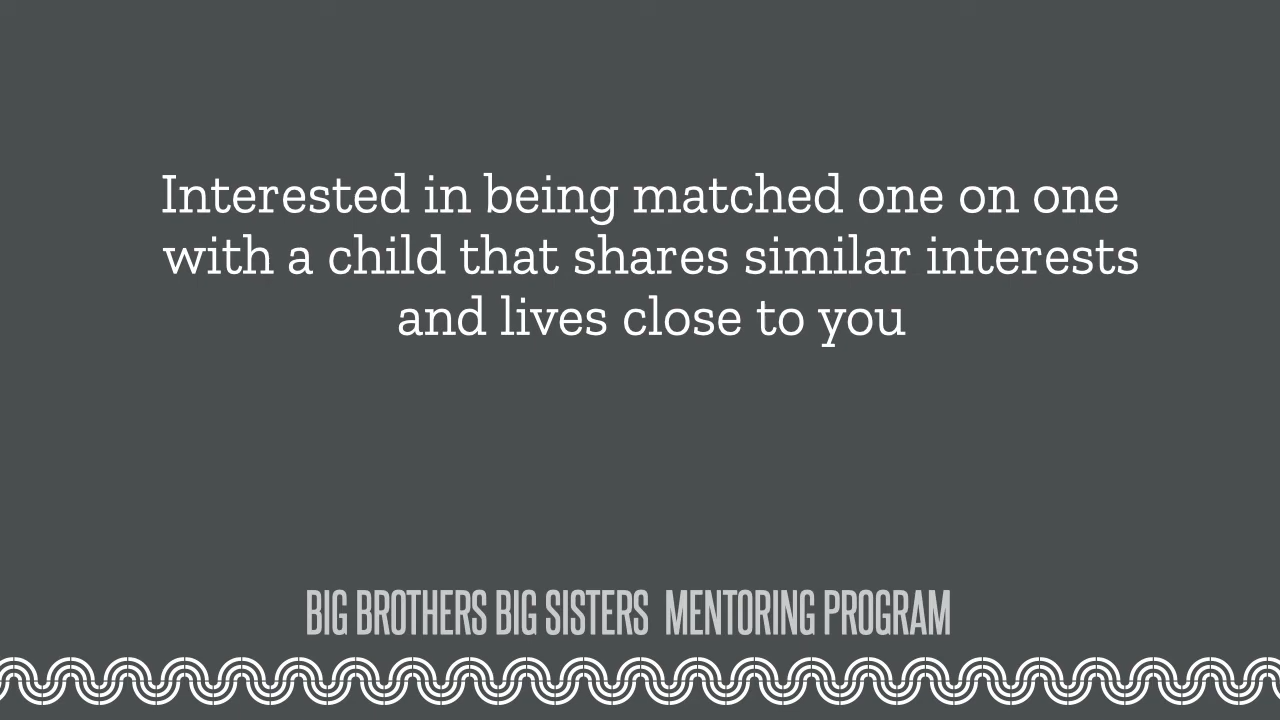 Interested in being matched one on one
with a child that shares similar interests
and lives close to you
BIG BROTHERS BIG SISTERS MENTORING PROGRAM